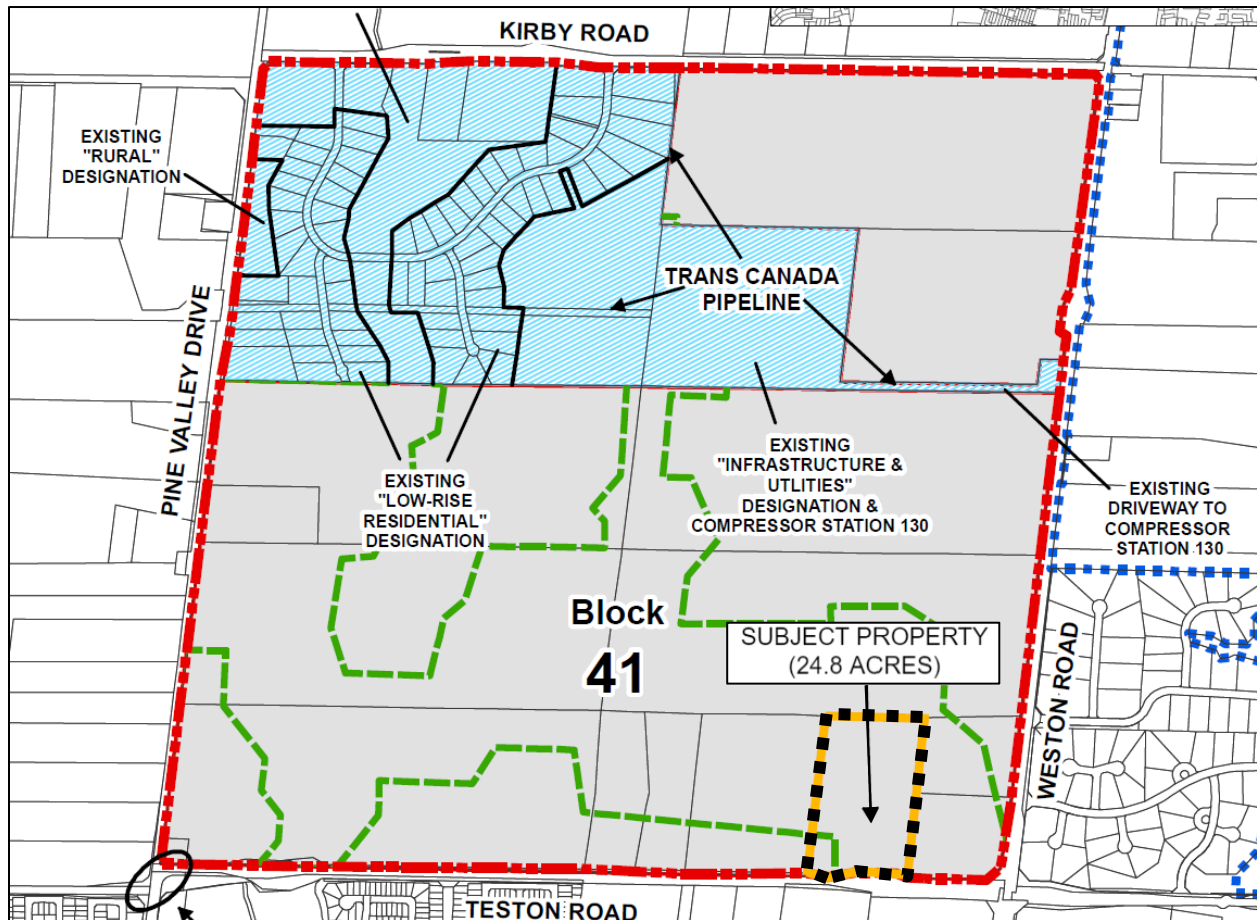 KIRBY ROAD
EXISTING
"RURAL"
DESIGNATION
TRANS CANADA
PIPELINE
PINE VALLEY DRIVE
EXISTING
"LOW-RISE
RESIDENTIAL"
DESIGNATION
EXISTING
"INFRASTRUCTURE &
UTLITIES"
DESIGNATION &
COMPRESSOR STATION 130
EXISTING
DRIVEWAY TO
COMPRESSOR
STATION 130
Block
41
SUBJECT PROPERTY
(24.8 ACRES)
WESTON ROAD
TESTON ROAD